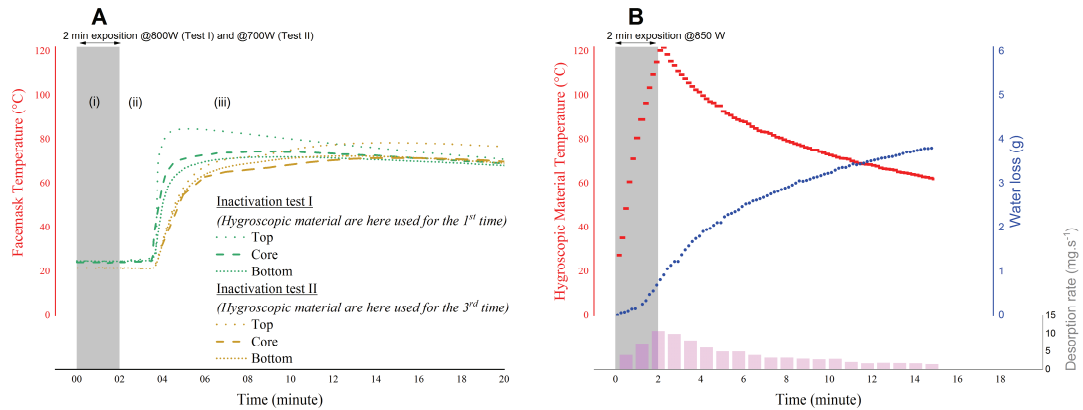 A
2 min exposition @800W (Test I) and @700W (Test II)
Facemask Temperature (°C)
120
100
80
60
40
20
0
(i)
(ii)
(iii)
Inactivation test I
(Hygroscopic material are here used for the 1st time)
Top
Core
Bottom
Inactivation test II
(Hygroscopic material are here used for the 3rd time)
Top
Core
Bottom
00 02 04 06 08 10 12 14 16 18 20
Time (minute)
B
2 min exposition @850 W
Hygroscopic Material Temperature (°C)
120
100
80
60
40
20
0
6
5
4
3
2
1
0
Water loss (g)
15
10
5
0
Desorption rate (mg.s-1)
0 2 4 6 8 10 12 14 16 18
Time (minute)